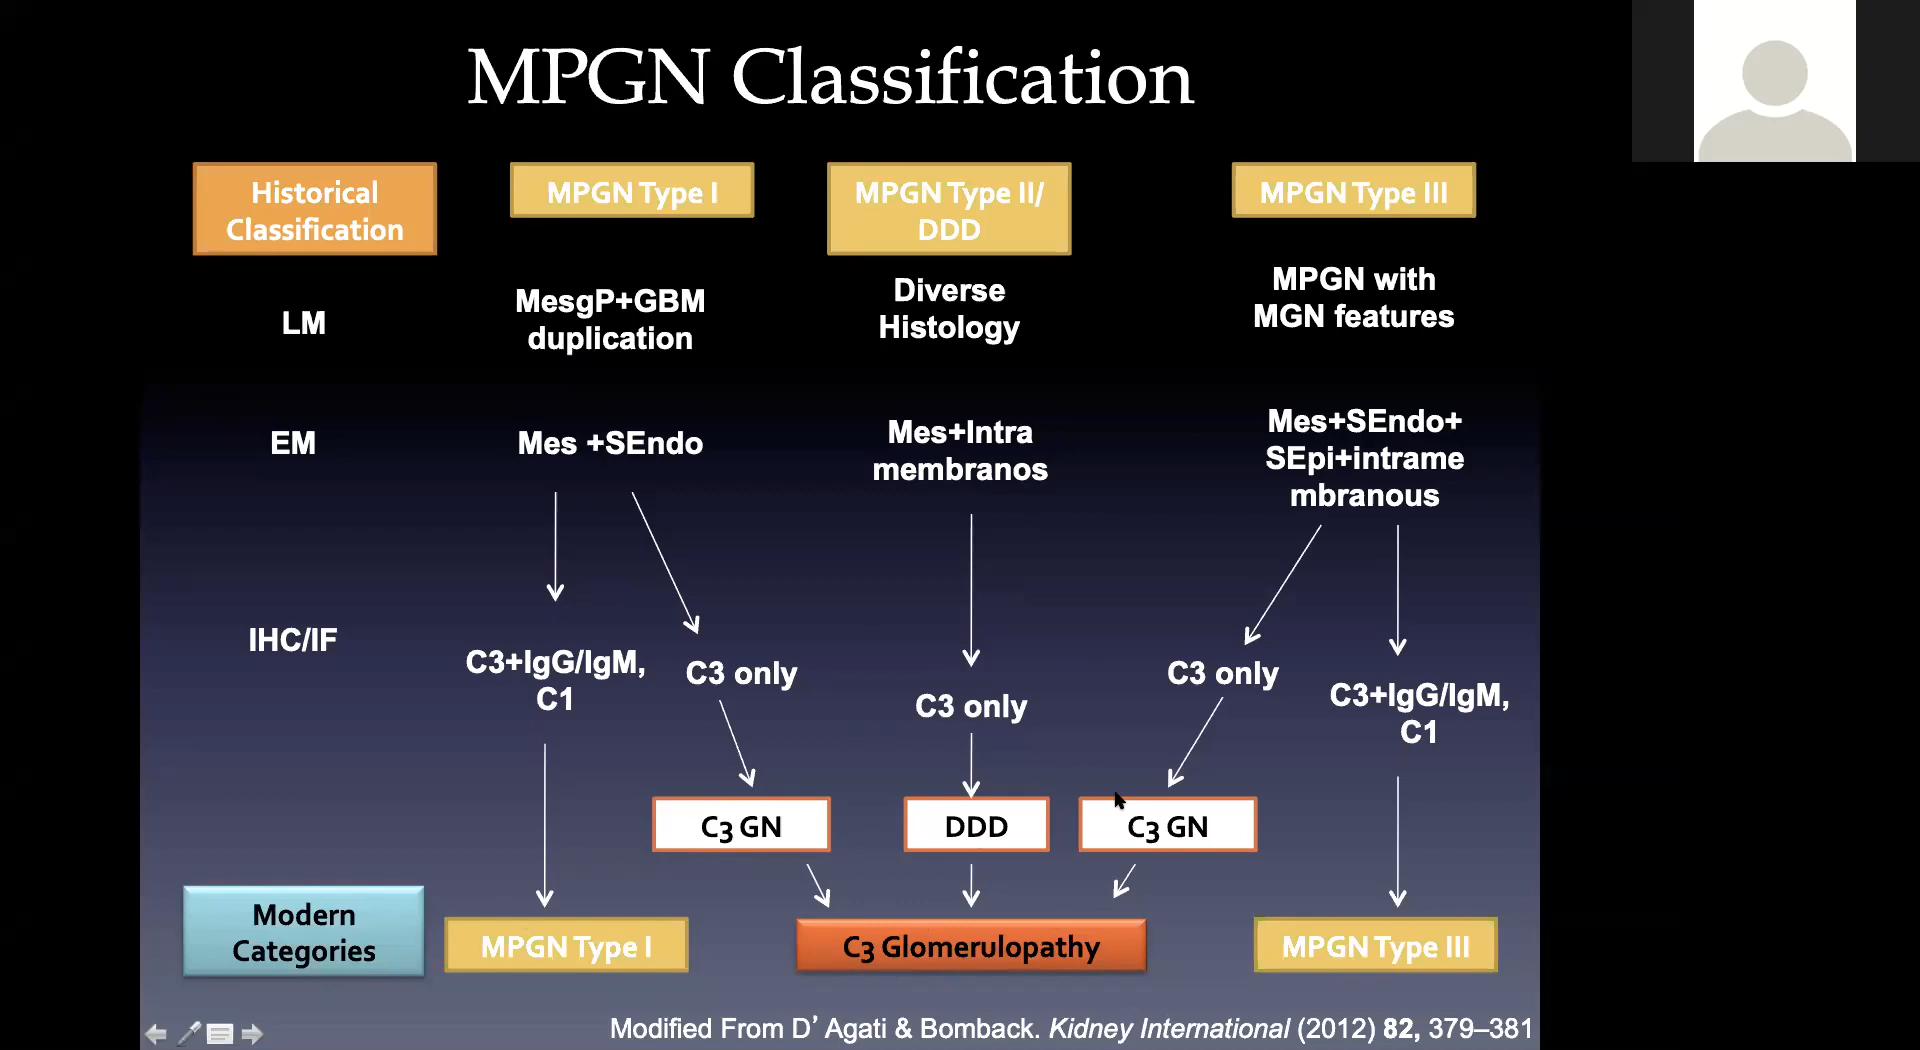 MPGN Classification
Historical
Classification
MPGN Type I
MPGN Type II/
DDD
MPGN Type III
LM
MesgP+GBM
duplication
Diverse
Histology
MPGN with
MGN features
EM
Mes +SEndo
Mes+Intra
membranos
Mes+SEndo+
SEpi+intrame
mbranous
IHC/IF
C3+IgG/IgM,
C1
C3 only
C3 only
C3 only
C3+IgG/IgM,
C1
C3 GN
DDD
C3 GN
Modern
Categories
MPGN Type I
C3 Glomerulopathy
MPGN Type III
Modified From D’ Agati & Bomback. Kidney International (2012) 82, 379–381